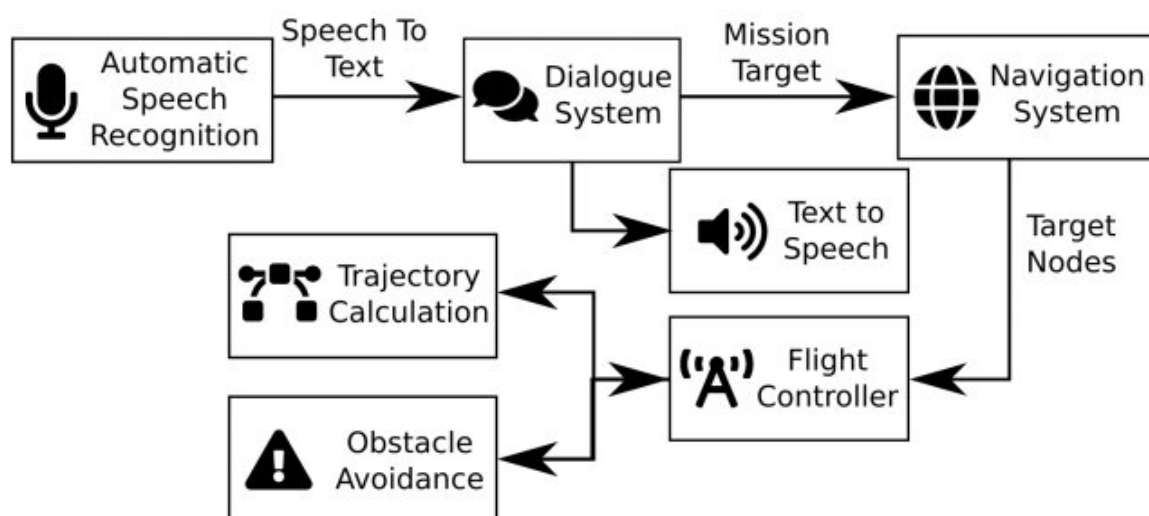 Automatic
Speech
Recognition
Speech To
Text
Dialogue
System
Mission
Target
Navigation
System
Text to
Speech
Target
Nodes
Trajectory
Calculation
Flight
Controller
Obstacle
Avoidance